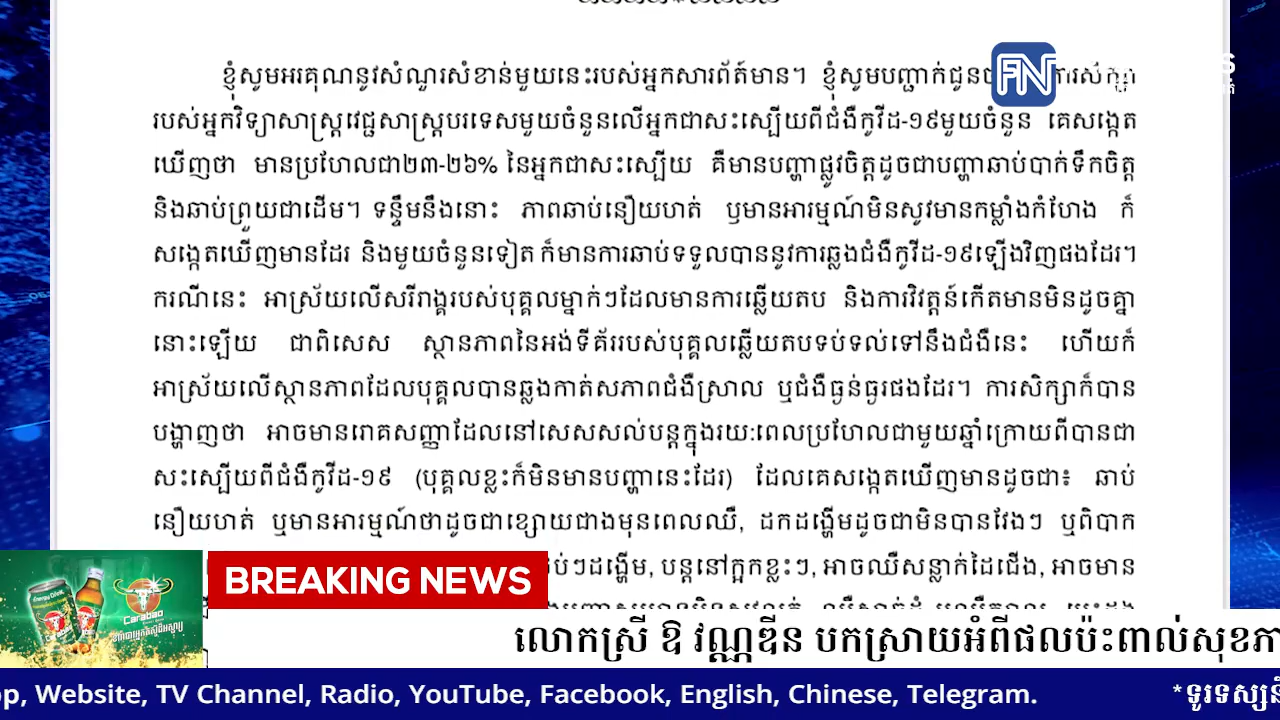 ខ្ញុំសូមអរគុណនូវសំណួរសំខាន់មួយនេះរបស់អ្នកសារព័ត៌មាន។ ខ្ញុំសូមបញ្ជាក់ជូន
FN
របស់អ្នកវិទ្យាសាស្ត្រវេជ្ជសាស្ត្របរទេសមួយចំនួនលើអ្នកជាសះស្បើយពីជំងឺកូវីដ-១៩មួយចំនួន គេសង្កេត
ឃើញថា មានប្រហែលជា២៣-២៦% នៃអ្នកជាសះស្បើយ គឺមានបញ្ហាផ្លូវចិត្តដូចជាបញ្ហាឆាប់បាក់ទឹកចិត្ត
និងឆាប់ព្រួយជាដើម។ ទន្ទឹមនឹងនោះ ភាពឆាប់នឿយហត់ ឫមានអារម្មណ៍មិនសូវមានកម្លាំងកំហែង ក៏
សង្កេតឃើញមានដែរ និងមួយចំនួនទៀត ក៏មានការឆាប់ទទួលបាននូវការឆ្លងជំងឺកូវីដ-១៩ឡើងវិញផងដែរ។
ករណីនេះ អាស្រ័យលើសរីរាង្គរបស់បុគ្គលម្នាក់ៗដែលមានការឆ្លើយតប និងការវិវត្តន៍កើតមានមិនដូចគ្នា
នោះឡើយ ជាពិសេស ស្ថានភាពនៃអង់ទីគ័ររបស់បុគ្គលឆ្លើយតបទប់ទល់ទៅនឹងជំងឺនេះ ហើយក៏
អាស្រ័យលើស្ថានភាពដែលបុគ្គលបានឆ្លងកាត់សភាពជំងឺស្រាល ឬជំងឺធ្ងន់ធ្ងរផងដែរ។ ការសិក្សាក៏បាន
បង្ហាញថា អាចមានរោគសញ្ញាដែលនៅសេសសល់បន្តក្នុងរយៈពេលប្រហែលជាមួយឆ្នាំក្រោយពីបានជា
សះស្បើយពីជំងឺកូវីដ-១៩ (បុគ្គលខ្លះក៏មិនមានបញ្ហានេះដែរ) ដែលគេសង្កេតឃើញមានដូចជា៖ ឆាប់
នឿយហត់ ឬមានអារម្មណ៍ថាដូចជាខ្សោយជាងមុនពេលឈឺ, ដកដង្ហើមដូចជាមិនបានវែងៗ ឬពិបាក
ប់ៗដង្ហើម, បន្តនៅក្អកខ្លះៗ, អាចឈឺសន្លាក់ដៃជើង, អាចមាន
Carabao
BREAKING NEWS
លោកស្រី ឱ វណ្ណឌីន បកស្រាយអំពីផលប៉ះពាល់សុខភា
pp, Website, TV Channel, Radio, YouTube, Facebook, English, Chinese, Telegram.
*ទូរទស្សន៍